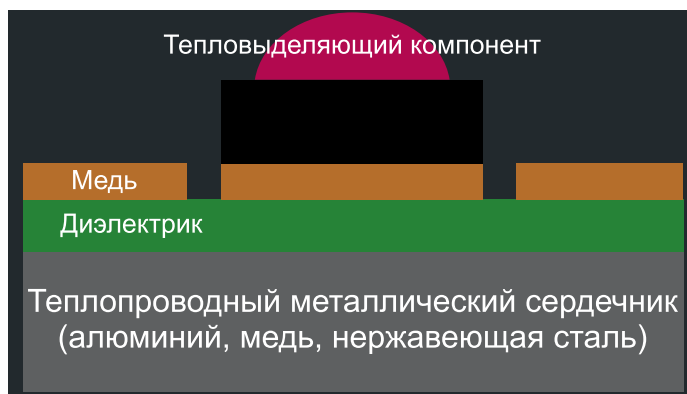 Тепловыделяющий компонент
Медь
Диэлектрик
Теплопроводный металлический сердечник
(алюминий, медь, нержавеющая сталь)